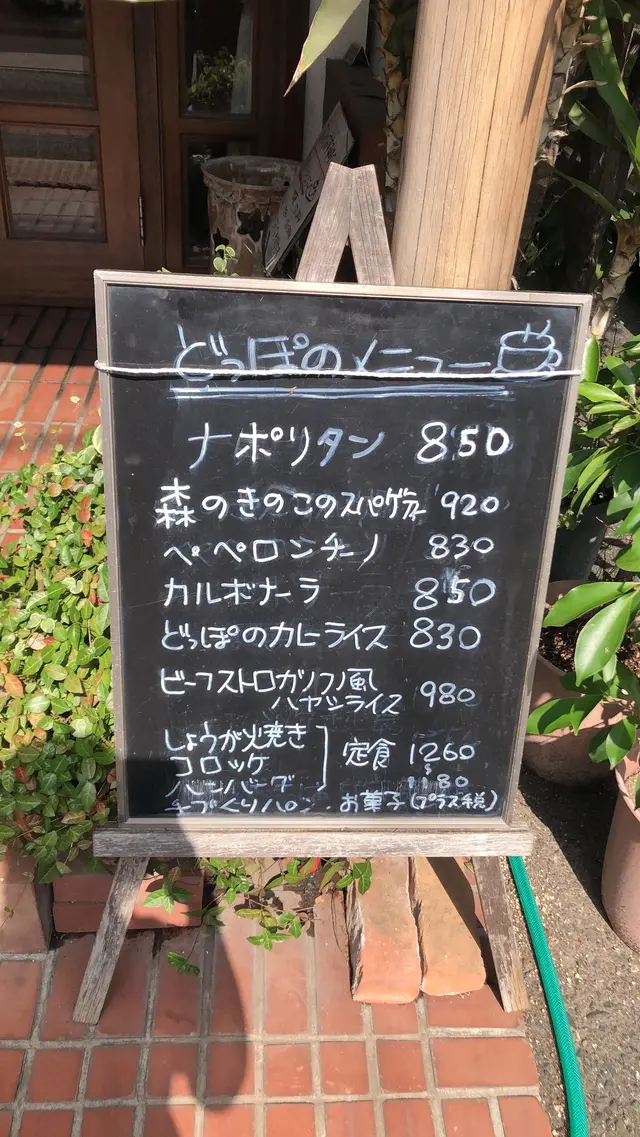 どっぽのメニュー
ナポリタン 850
森のきのこのスパゲティ 920
ペペロンチーノ 830
カルボナーラ 850
どっぽのカレーライス 830
ビーフストロガノフ風
ハヤシライス 980
しょうが焼き
コロッケ 定食 1260
ハンバーグ 1180
手づくりパン・お菓子(プラス税)